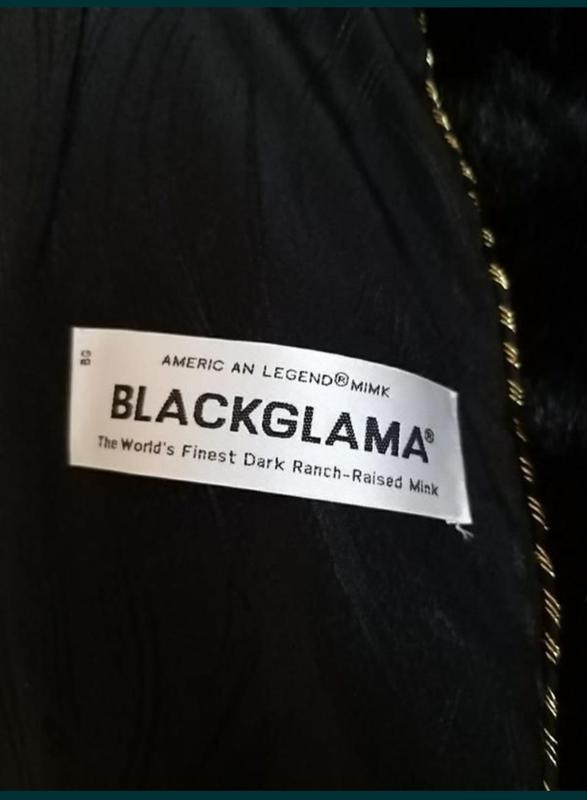 BG
AMERIC AN LEGEND® MIMK
BLACKGLAMA®
The World's Finest Dark Ranch-Raised Mink